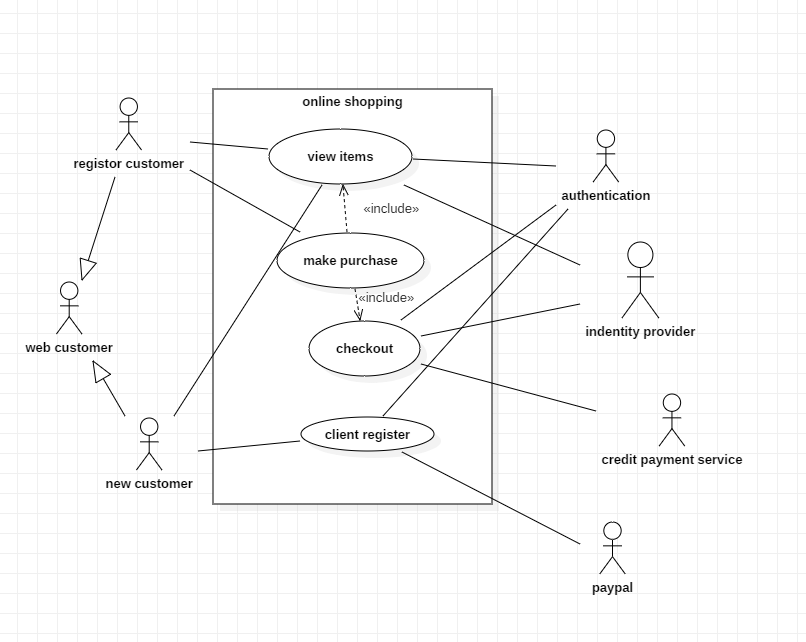 online shopping
registor customer
view items
authentication
«include»
make purchase
indentity provider
«include»
web customer
checkout
client register
credit payment service
new customer
paypal